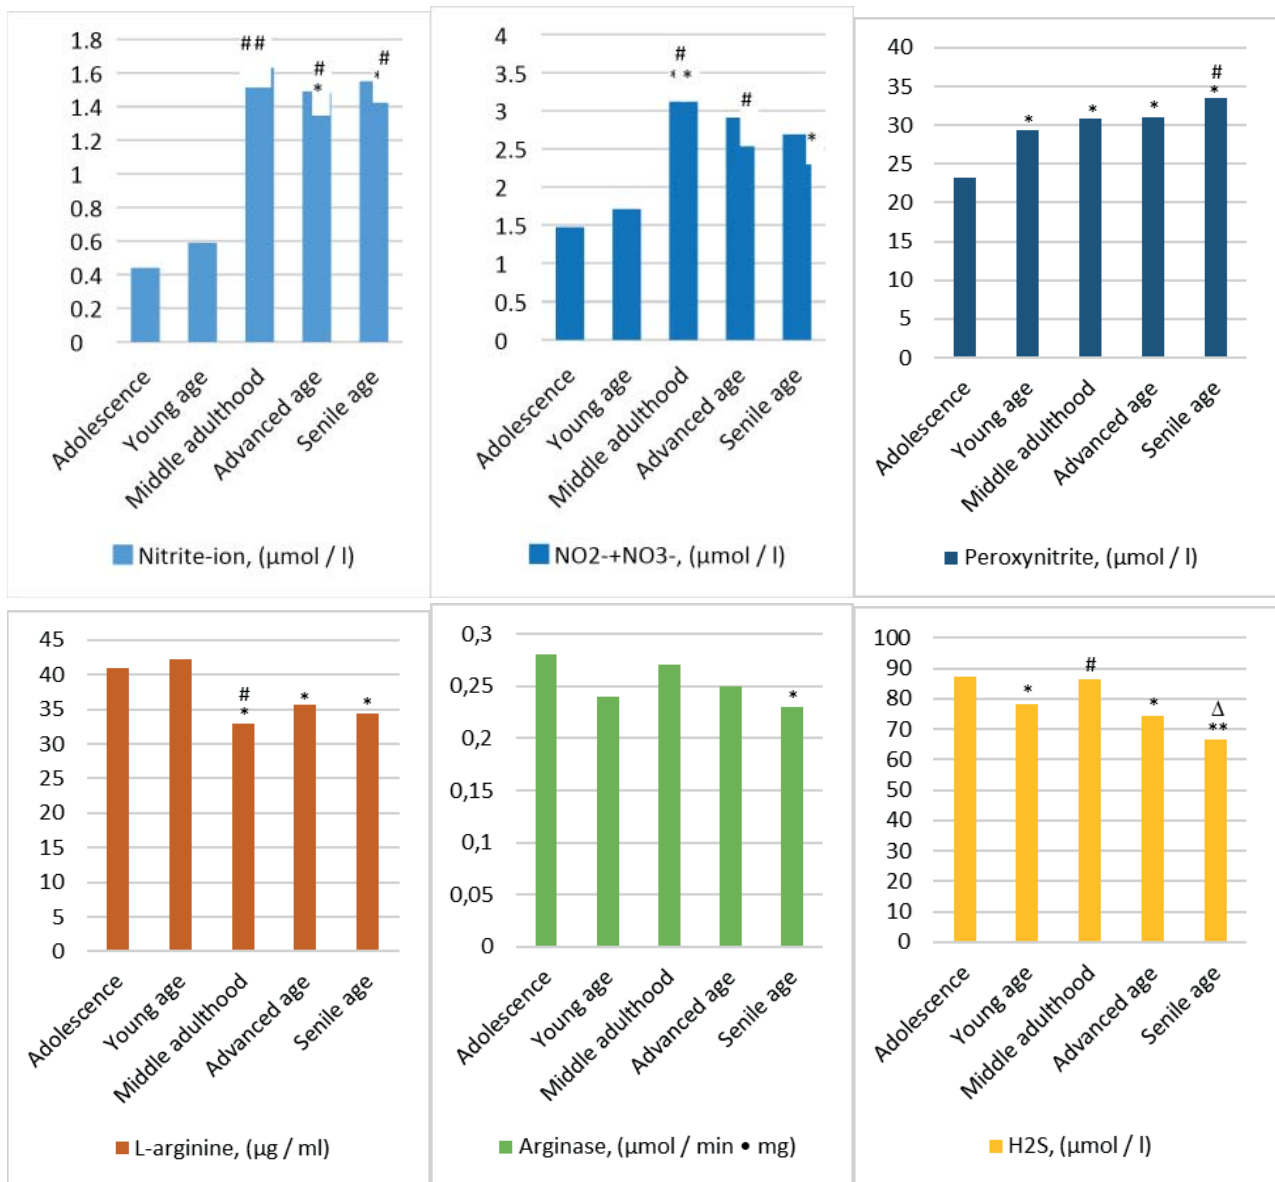 1.8
1.6
1.4
1.2
1
0.8
0.6
0.4
0.2
0
##
#
*
#
*
Adolescence
Young age
Middle adulthood
Advanced age
Senile age
Nitrite-ion, (µmol / l)
4
3.5
3
2.5
2
1.5
1
0.5
0
#
* *
#
*
Adolescence
Young age
Middle adulthood
Advanced age
Senile age
NO2-+NO3-, (µmol / l)
40
35
30
25
20
15
10
5
0
*
*
*
#
*
Adolescence
Young age
Middle adulthood
Advanced age
Senile age
Peroxynitrite, (µmol / l)
45
40
35
30
25
20
15
10
5
0
#
*
*
*
Adolescence
Young age
Middle adulthood
Advanced age
Senile age
L-arginine, (µg / ml)
0,3
0,25
0,2
0,15
0,1
0,05
0
*
Adolescence
Young age
Middle adulthood
Advanced age
Senile age
Arginase, (µmol / min • mg)
100
90
80
70
60
50
40
30
20
10
0
*
#
*
Δ
**
Adolescence
Young age
Middle adulthood
Advanced age
Senile age
H2S, (µmol / l)